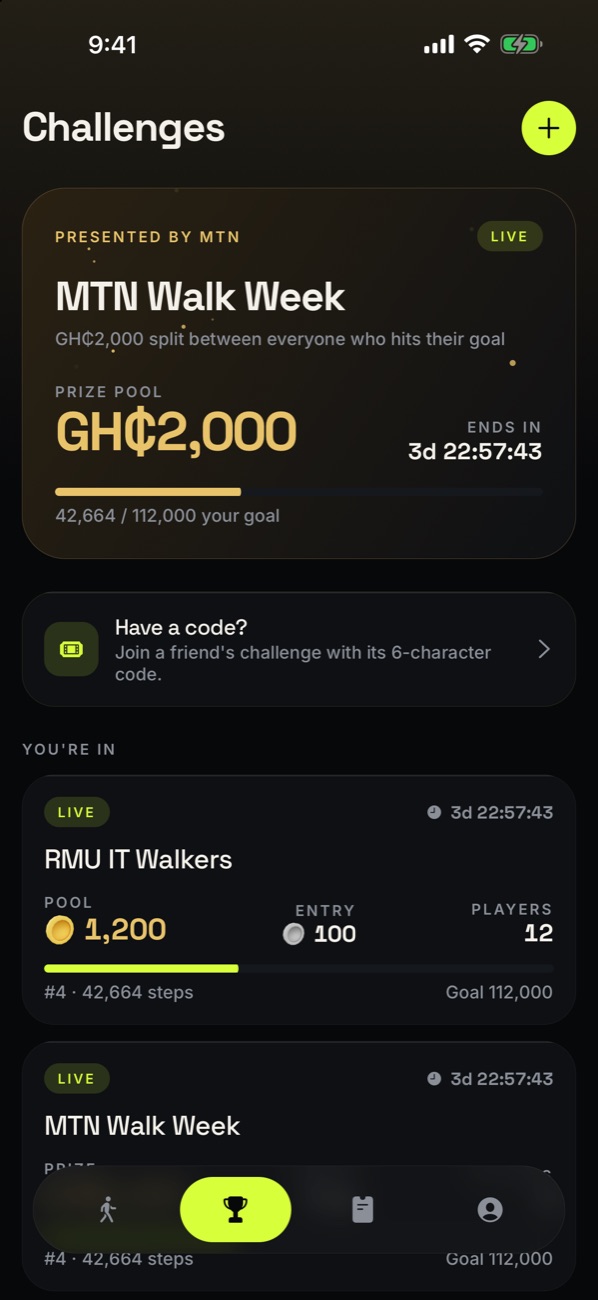 9:41
Challenges
PRESENTED BY MTN
LIVE
MTN Walk Week
GH₵2,000 split between everyone who hits their goal
PRIZE POOL
GH₵2,000
ENDS IN
3d 22:57:43
42,664 / 112,000 your goal
Have a code?
Join a friend's challenge with its 6-character
code.
YOU'RE IN
LIVE
3d 22:57:43
RMU IT Walkers
POOL
1,200
ENTRY
100
PLAYERS
12
#4 · 42,664 steps
Goal 112,000
LIVE
3d 22:57:43
MTN Walk Week
PRIZE
#4 · 42,664 steps
Goal 112,000